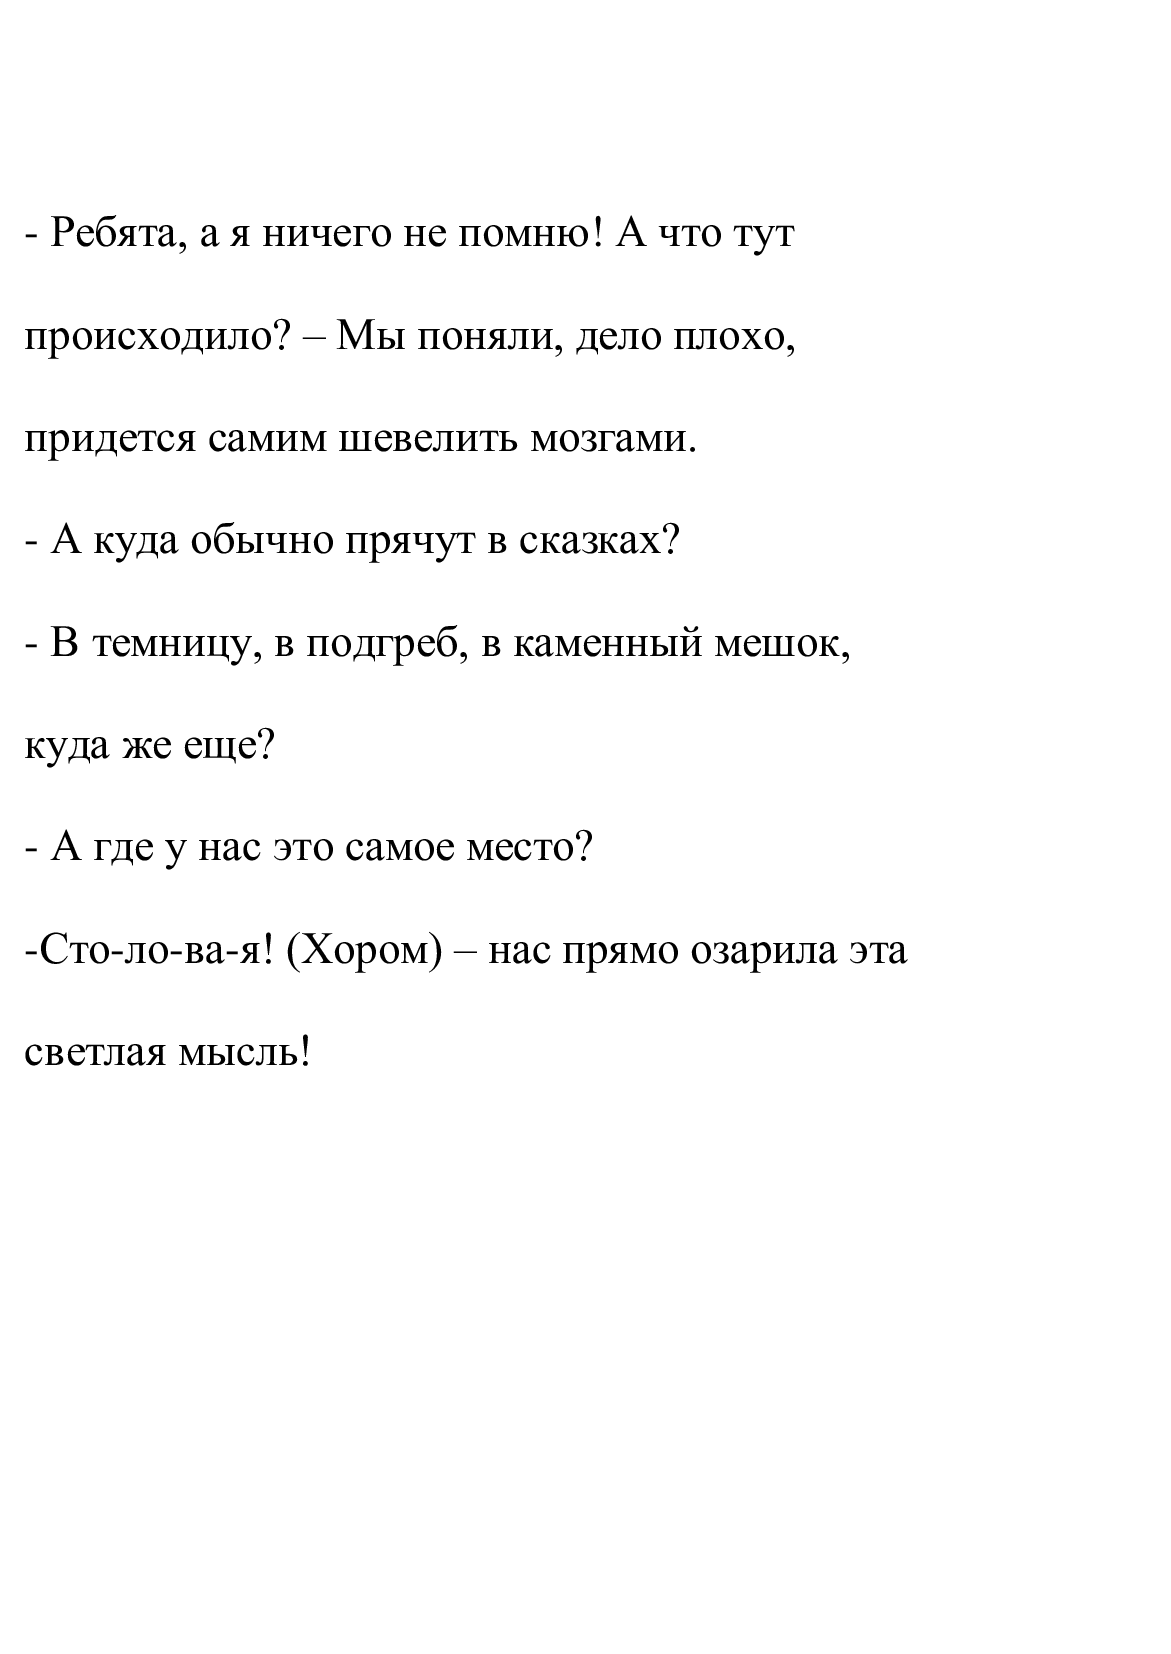 - Ребята, а я ничего не помню! А что тут
происходило? – Мы поняли, дело плохо,
придется самим шевелить мозгами.
- А куда обычно прячут в сказках?
- В темницу, в подгреб, в каменный мешок,
куда же еще?
- А где у нас это самое место?
-Сто-ло-ва-я! (Хором) – нас прямо озарила эта
светлая мысль!